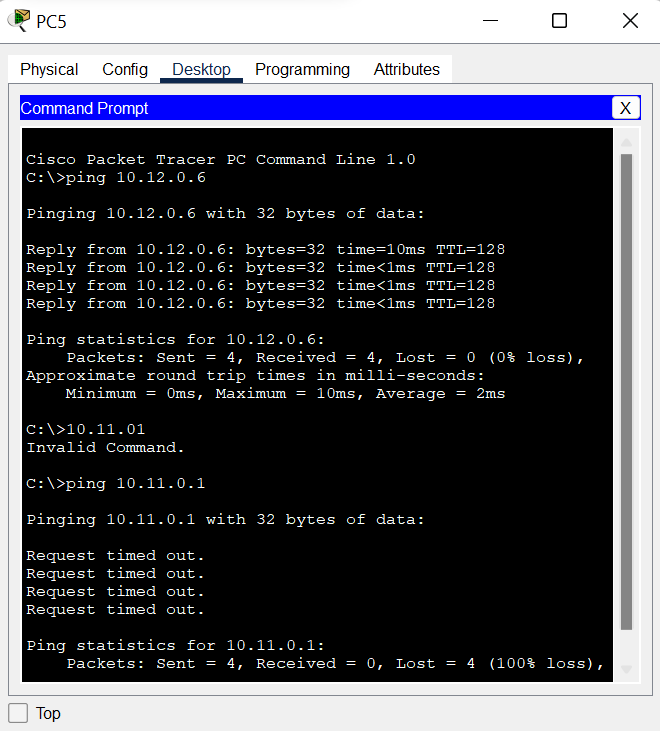 PC5
Physical Config Desktop Programming Attributes
Command Prompt X
Cisco Packet Tracer PC Command Line 1.0
C:\>ping 10.12.0.6
Pinging 10.12.0.6 with 32 bytes of data:
Reply from 10.12.0.6: bytes=32 time=10ms TTL=128
Reply from 10.12.0.6: bytes=32 time<1ms TTL=128
Reply from 10.12.0.6: bytes=32 time<1ms TTL=128
Reply from 10.12.0.6: bytes=32 time<1ms TTL=128
Ping statistics for 10.12.0.6:
Packets: Sent = 4, Received = 4, Lost = 0 (0% loss),
Approximate round trip times in milli-seconds:
Minimum = 0ms, Maximum = 10ms, Average = 2ms
C:\>10.11.01
Invalid Command.
C:\>ping 10.11.0.1
Pinging 10.11.0.1 with 32 bytes of data:
Request timed out.
Request timed out.
Request timed out.
Request timed out.
Ping statistics for 10.11.0.1:
Packets: Sent = 4, Received = 0, Lost = 4 (100% loss),
Top